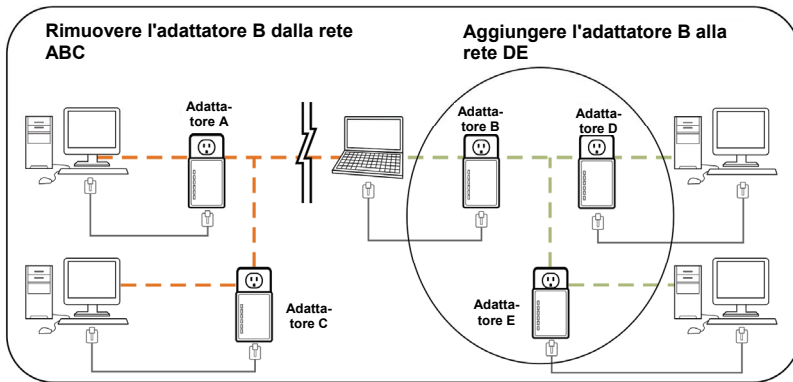 Rimuovere l'adattatore B dalla rete
ABC
Aggiungere l'adattatore B alla
rete DE
Adatta-
tore A
Adatta-
tore B
Adatta-
tore D
Adatta-
tore C
Adatta-
tore E